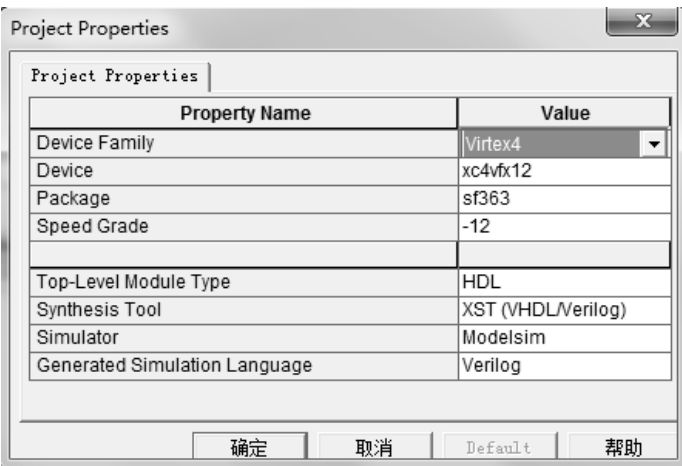 Project Properties
Project Properties
Property Name Value
Device Family Virtex4
Device xc4vfx12
Package sf363
Speed Grade -12
Top-Level Module Type HDL
Synthesis Tool XST (VHDL/Verilog)
Simulator Modelsim
Generated Simulation Language Verilog
确定 取消 Default 帮助